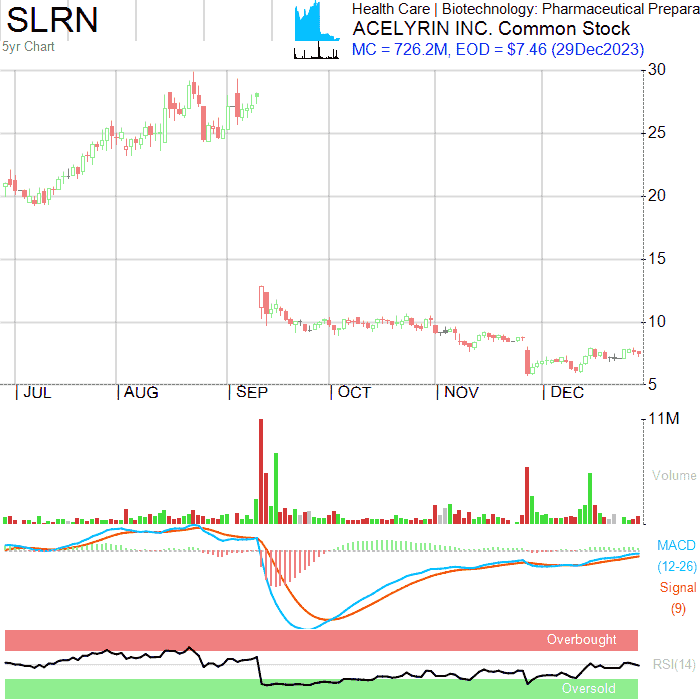 SLRN
5yr Chart
Health Care | Biotechnology: Pharmaceutical Prepara
ACELYRIN INC. Common Stock
MC = 726.2M, EOD = $7.46 (29Dec2023)
30
25
20
15
10
5
JUL AUG SEP OCT NOV DEC
11M
Volume
MACD
(12-26)
Signal
(9)
Overbought
RSI(14)
Oversold